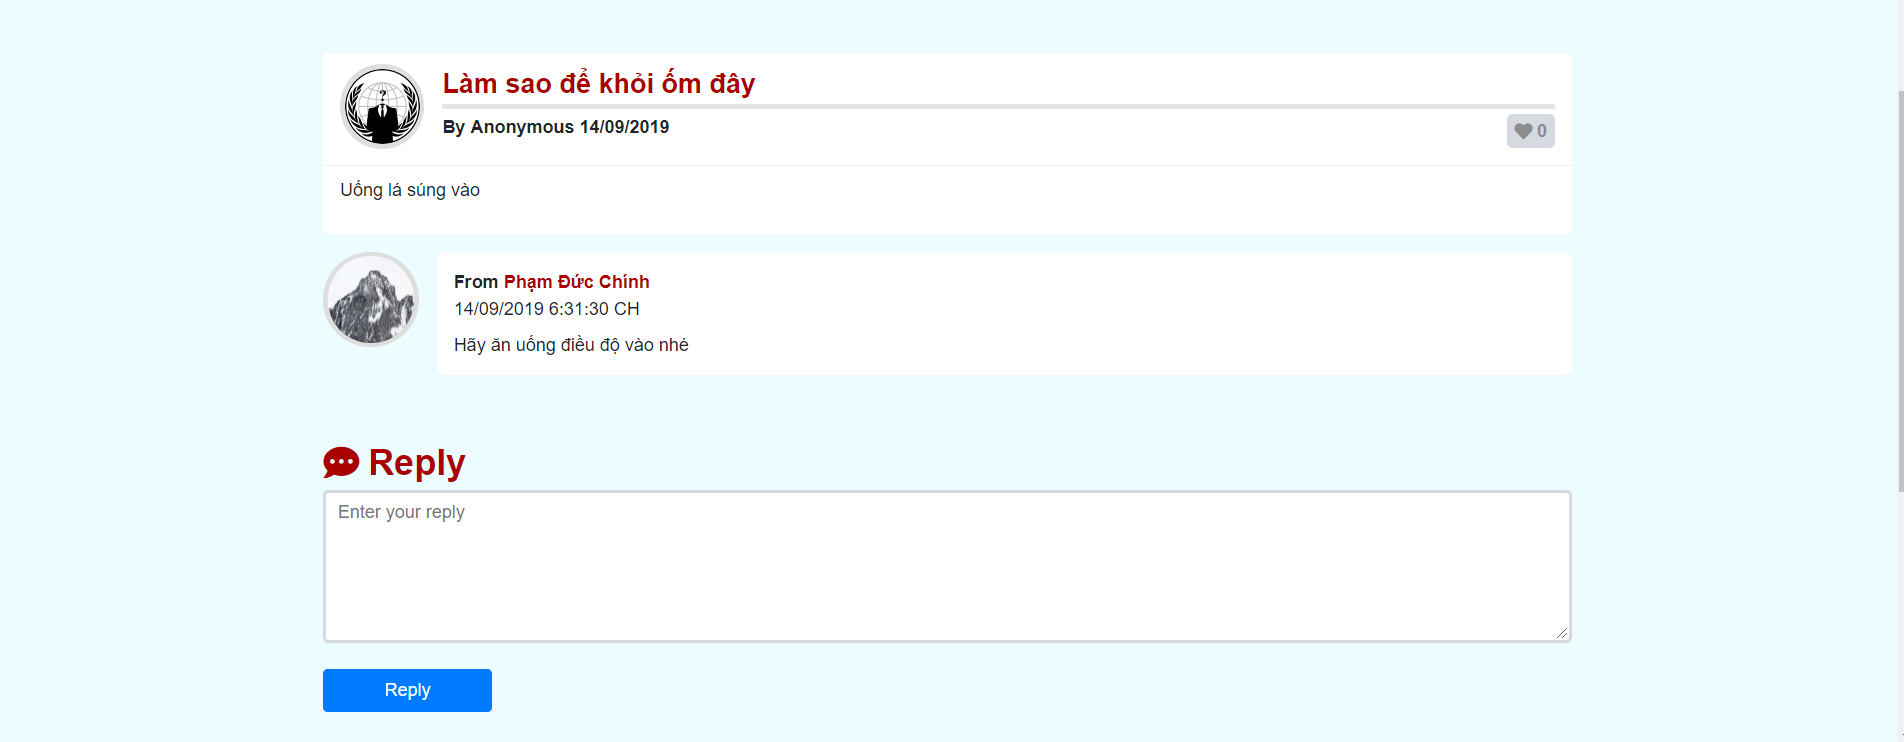 Làm sao để khỏi ốm đây
By Anonymous 14/09/2019
0
Uống lá súng vào
From Phạm Đức Chính
14/09/2019 6:31:30 CH
Hãy ăn uống điều độ vào nhé
Reply
Enter your reply
Reply